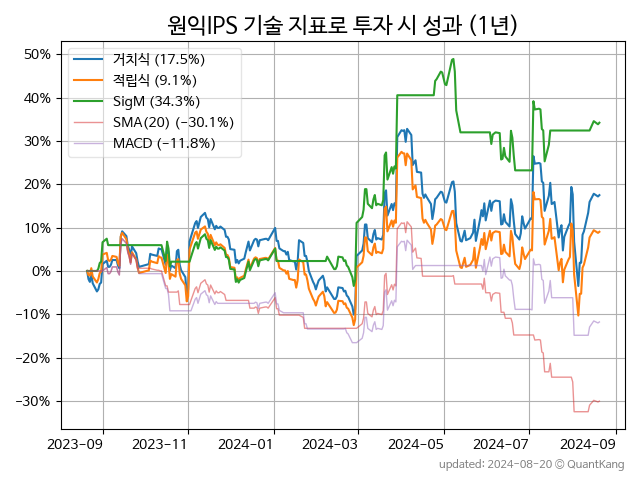 원익IPS 기술 지표로 투자 시 성과 (1년)
거치식 (17.5%)
적립식 (9.1%)
SigM (34.3%)
SMA(20) (−30.1%)
MACD (−11.8%)
50%
40%
30%
20%
10%
0%
−10%
−20%
−30%
2023-09 2023-11 2024-01 2024-03 2024-05 2024-07 2024-09
updated: 2024-08-20 © QuantKang